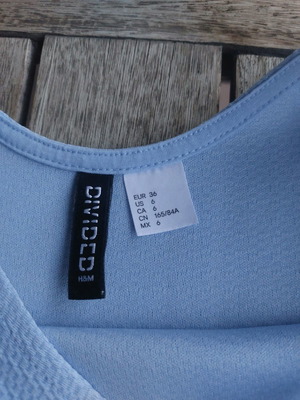 DIVIDED
H&M
EUR 36
US 6
CA 6
CN 165/84A
MX 6